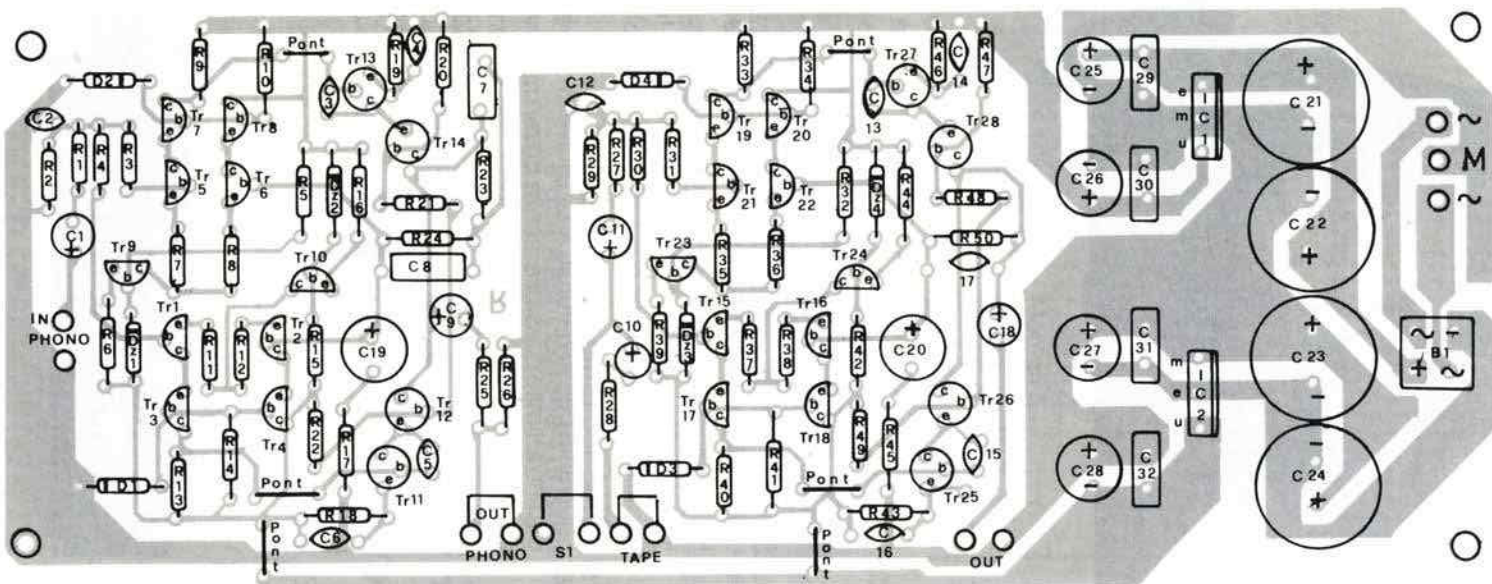 R9
R10
Pont
Tr13
e
b
c
R19
C4
R20
C7
R33
R34
Pont
Tr27
e
b
c
R46
C14
R47
C25
+
-
C29
e
m
u
IC1
C21
+
-
~
M
~
D2
C2
R2
R1
R4
R3
c
b
e
Tr7
c
b
e
Tr8
C3
e
b
c
Tr14
R23
C12
D4
R29
R27
R30
R31
c
b
e
Tr19
c
b
e
Tr20
C13
Tr28
e
b
c
C26
-
+
C30
C22
-
+
c
b
e
Tr5
c
b
e
Tr6
R5
Dz2
R16
R21
R24
C8
c
b
e
Tr21
c
b
e
Tr22
R32
Dz4
R44
R48
R50
17
C1
+
Tr9
e
b
c
R7
R8
Tr10
c
b
e
C9
+
R
C11
+
Tr23
e
b
c
R35
R36
Tr24
c
b
e
C18
+
IN
PHONO
R6
Dz1
Tr1
e
b
c
R11
R12
e
b
c
Tr2
R15
C19
+
R25
R26
C10
+
R39
Dz3
Tr15
e
b
c
R37
R38
Tr16
e
b
c
R42
C20
+
C27
+
-
C31
m
e
u
IC2
C23
+
-
~
-
+
~
B1
c
b
e
Tr3
e
b
c
Tr4
R22
R17
c
b
e
Tr12
R28
Tr17
c
b
e
Tr18
e
b
c
R49
R45
Tr26
c
b
e
D1
R13
R14
Tr11
c
b
e
C5
D3
R40
R41
Tr25
c
b
e
C15
C28
+
-
C32
C24
-
+
Pont
R18
C6
Pont
OUT
PHONO
S1
TAPE
Pont
R43
C16
Pont
OUT